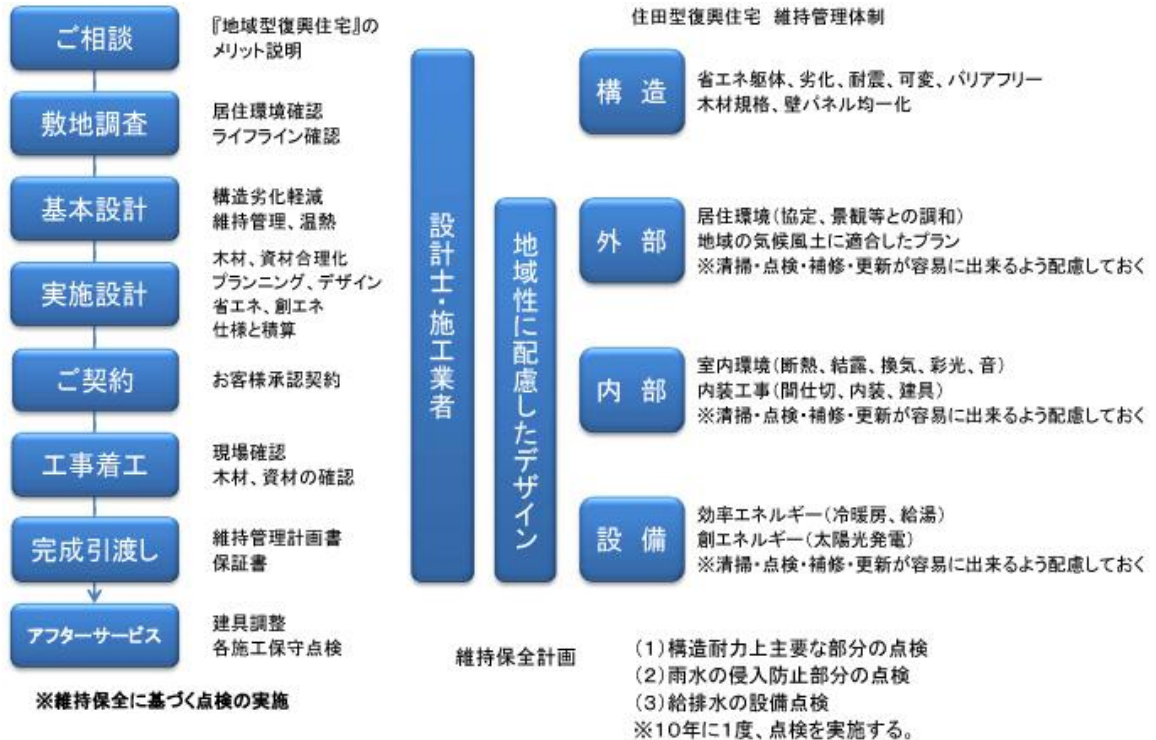 ご相談
『地域型復興住宅』の
メリット説明
敷地調査
居住環境確認
ライフライン確認
基本設計
構造劣化軽減
維持管理、温熱
実施設計
木材、資材合理化
プランニング、デザイン
省エネ、創エネ
仕様と積算
ご契約
お客様承認契約
工事着工
現場確認
木材、資材の確認
完成引渡し
維持管理計画書
保証書
アフターサービス
建具調整
各施工保守点検
※維持保全に基づく点検の実施
設計士・施工業者
地域性に配慮したデザイン
住田型復興住宅 維持管理体制
構造
省エネ躯体、劣化、耐震、可変、バリアフリー
木材規格、壁パネル均一化
外部
居住環境(協定、景観等との調和)
地域の気候風土に適合したプラン
※清掃・点検・補修・更新が容易に出来るよう配慮しておく
内部
室内環境(断熱、結露、換気、彩光、音)
内装工事(間仕切、内装、建具)
※清掃・点検・補修・更新が容易に出来るよう配慮しておく
設備
効率エネルギー(冷暖房、給湯)
創エネルギー(太陽光発電)
※清掃・点検・補修・更新が容易に出来るよう配慮しておく
維持保全計画
(1)構造耐力上主要な部分の点検
(2)雨水の侵入防止部分の点検
(3)給排水の設備点検
※10年に1度、点検を実施する。